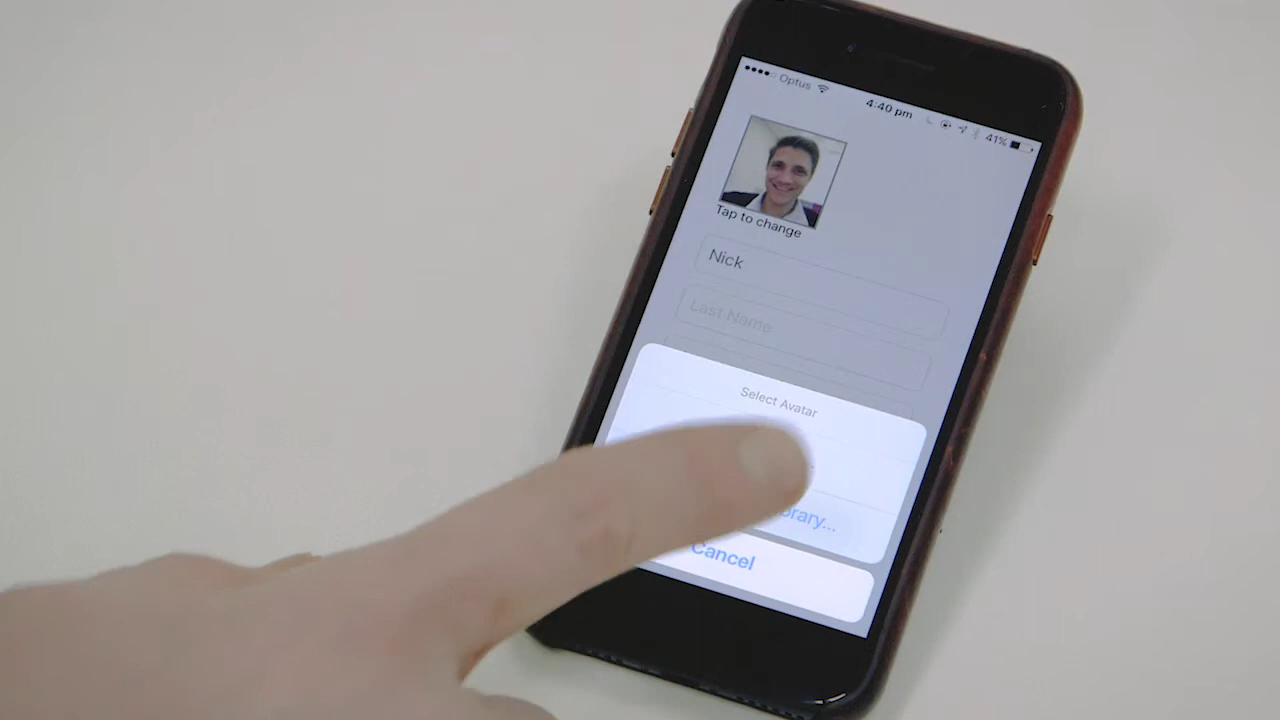 Optus 4:40 pm 41%
Tap to change
Nick
Last Name
Select Avatar
Cancel